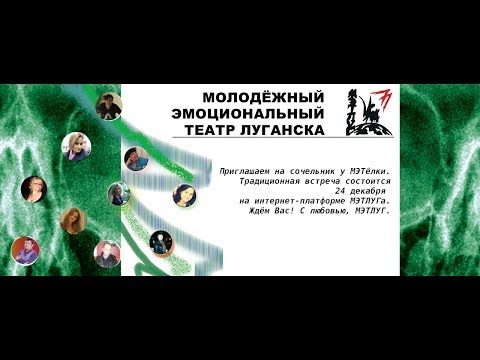 МОЛОДЁЖНЫЙ
ЭМОЦИОНАЛЬНЫЙ
ТЕАТР ЛУГАНСКА
Приглашаем на сочельник у МЭТёлки.
Традиционная встреча состоится
24 декабря
на интернет-платформе МЭТЛУГа.
Ждём Вас! С любовью, МЭТЛУГ.